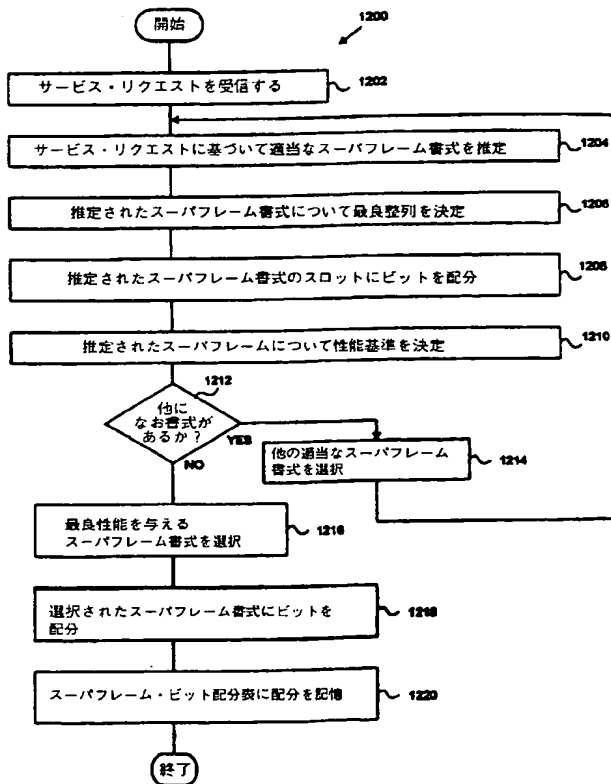 開始
1200
サービス・リクエストを受信する
1202
サービス・リクエストに基づいて適当なスーパフレーム書式を推定
1204
推定されたスーパフレーム書式について最良整列を決定
1206
推定されたスーパフレーム書式のスロットにビットを配分
1208
推定されたスーパフレームについて性能基準を決定
1210
1212
他に
なお書式が
あるか?
YES
NO
他の適当なスーパフレーム
書式を選択
1214
最良性能を与える
スーパフレーム書式を選択
1216
選択されたスーパフレーム書式にビットを
配分
1218
スーパフレーム・ビット配分表に配分を記憶
1220
終了